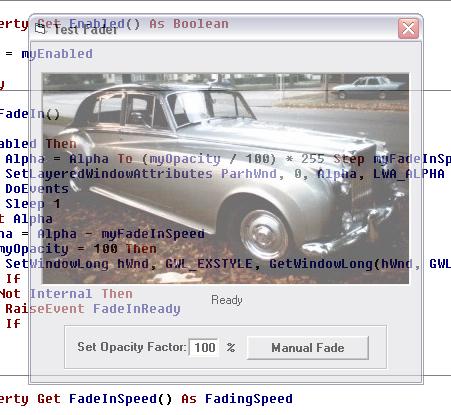 erty Get Enabled() As Boolean
Test Fader
= myEnabled
y
FadeIn()
abled Then
Alpha = Alpha To (myOpacity / 100) * 255 Step myFadeInSp
SetLayeredWindowAttributes ParhWnd, 0, Alpha, LWA_ALPHA
DoEvents
Sleep 1
t Alpha
ha = Alpha - myFadeInSpeed
myOpacity = 100 Then
SetWindowLong hWnd, GWL_EXSTYLE, GetWindowLong(hWnd, GWL
If
Not Internal Then
Ready
RaiseEvent FadeInReady
If
Set Opacity Factor: 100 % Manual Fade
erty Get FadeInSpeed() As FadingSpeed